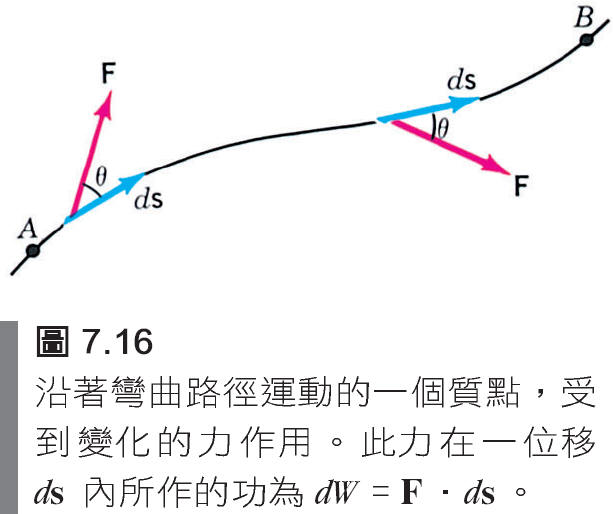 B
F
ds
θ
θ
ds
F
A
圖 7.16
沿著彎曲路徑運動的一個質點，受
到變化的力作用。此力在一位移
ds 內所作的功為 dW = F · ds。